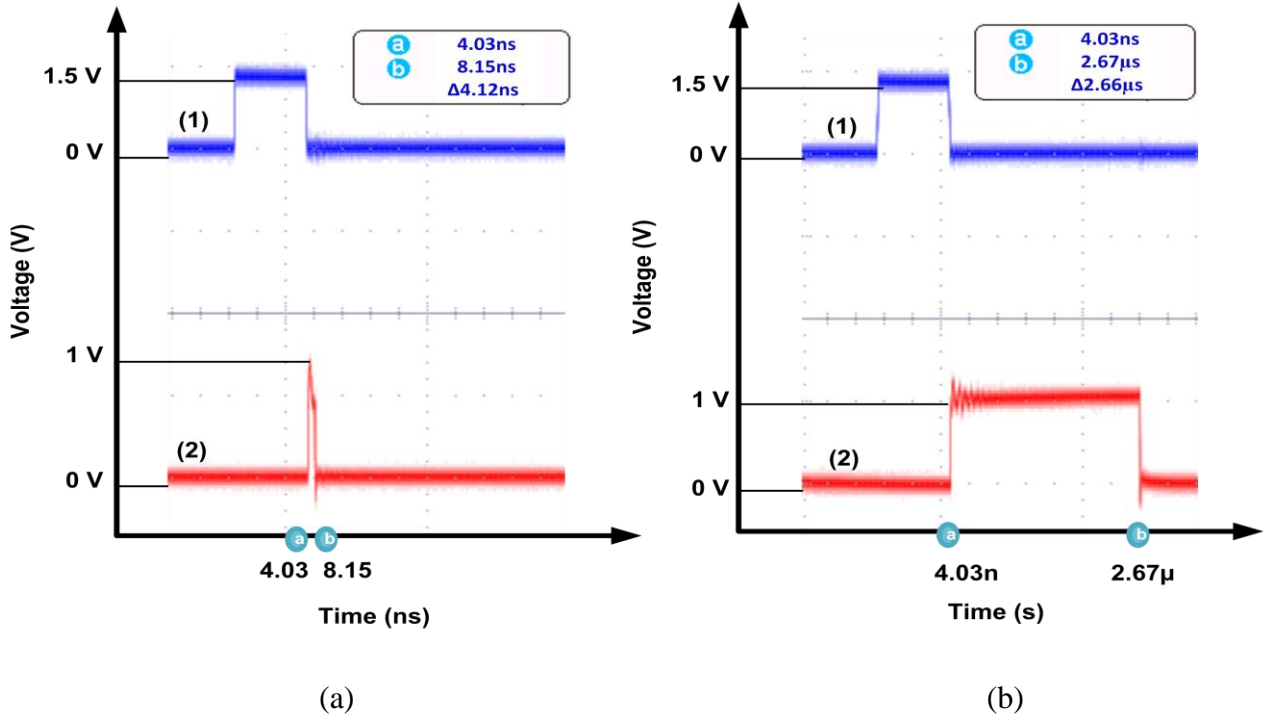 a 4.03ns
b 8.15ns
Δ4.12ns
1.5 V
(1)
0 V
Voltage (V)
1 V
(2)
0 V
a b
4.03 8.15
Time (ns)
(a)
a 4.03ns
b 2.67μs
Δ2.66μs
1.5 V
(1)
0 V
Voltage (V)
1 V
(2)
0 V
a b
4.03n 2.67μ
Time (s)
(b)